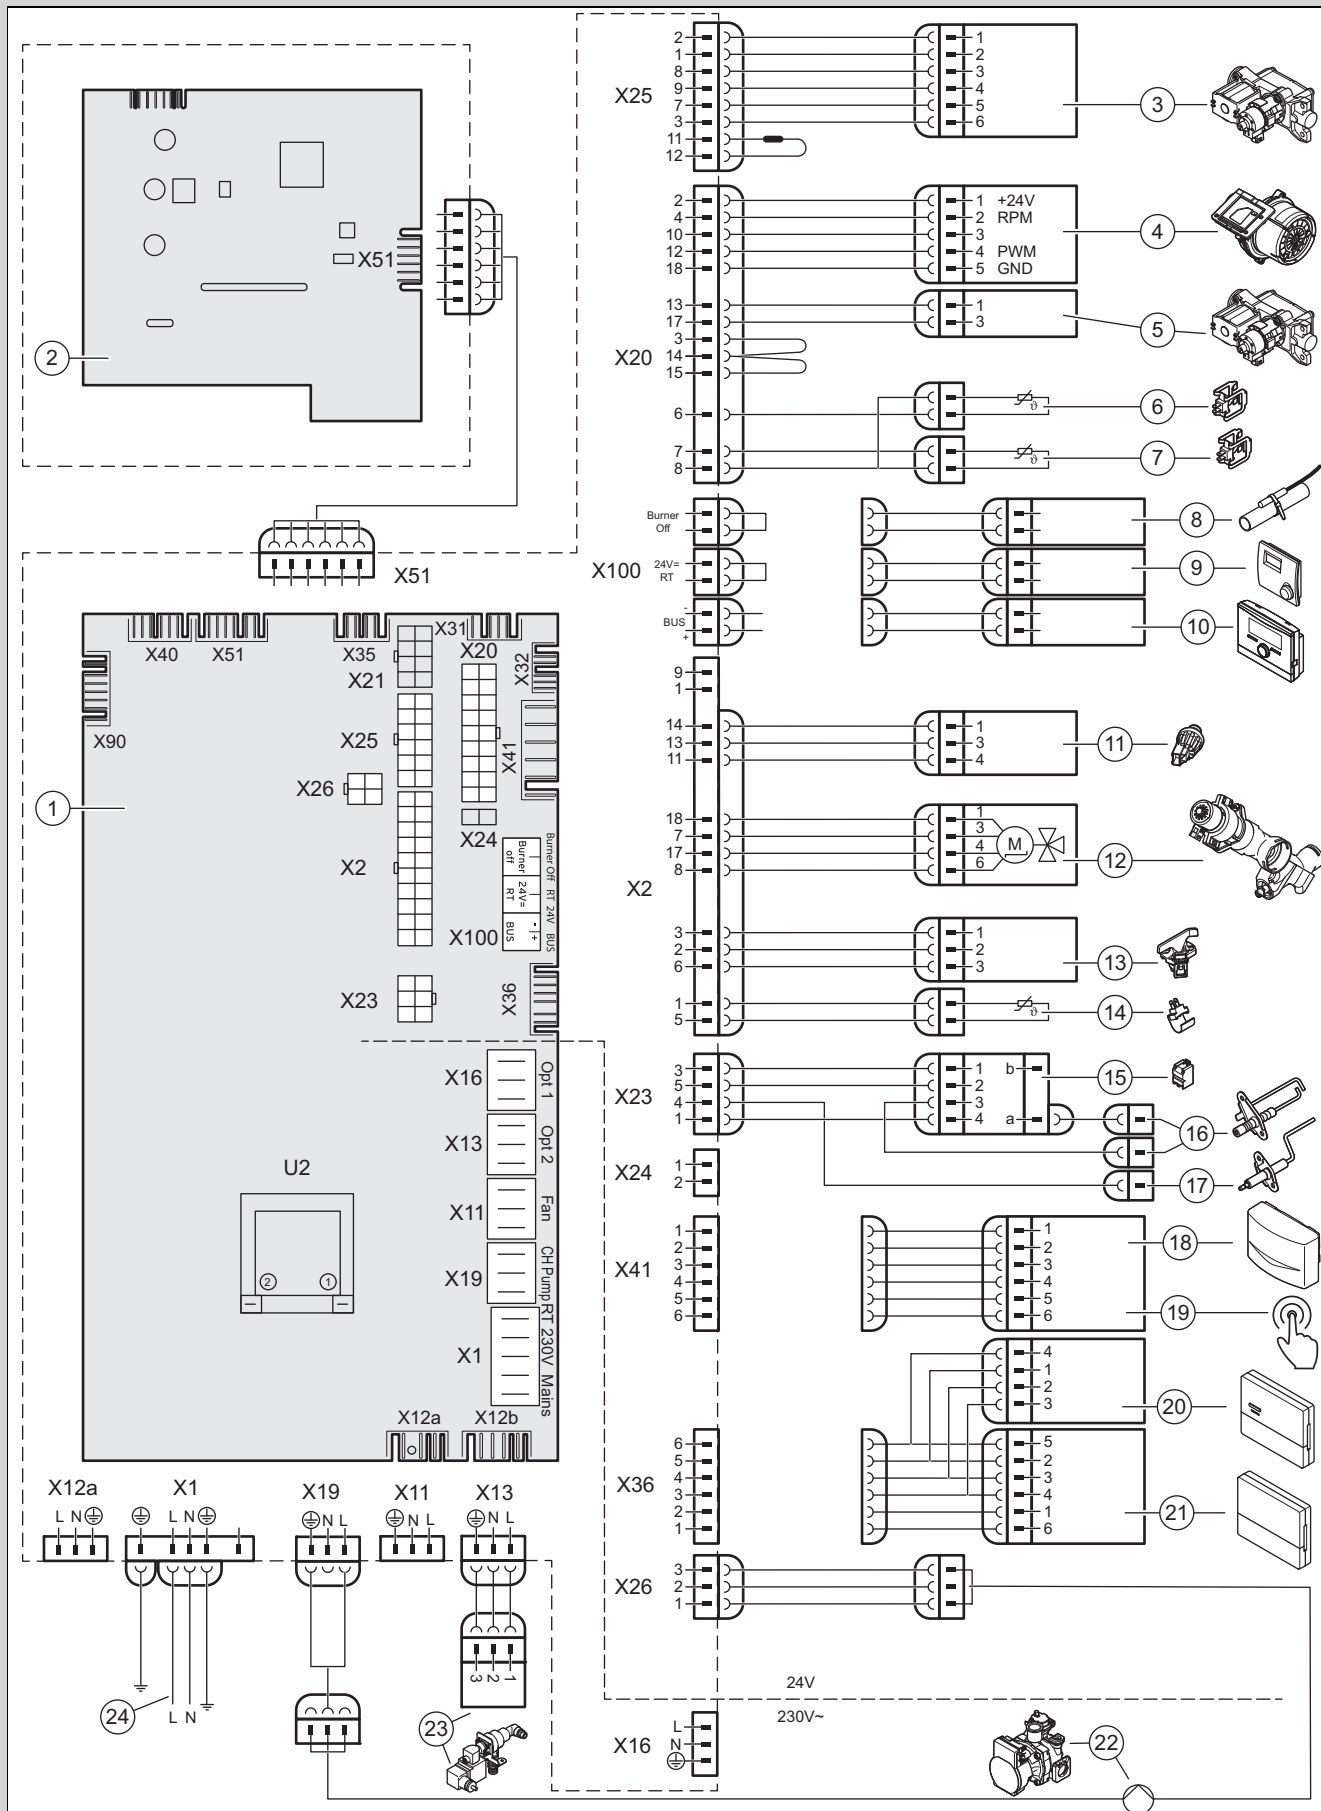 X51
2
X51
X40
X51
X35
X31
X20
X32
X21
X90
X25
X41
X26
1
X24
X2
Burner off
24V= RT
BUS
- +
Burner Off RT 24V BUS
X100
X23
X36
X16
Opt 1
X13
Opt 2
U2
X11
Fan
2
1
X19
CH Pump
X1
RT 230V Mains
X12a
X12b
X12a
X1
X19
X11
X13
L N
L N
N L
N L
N L
3 2 1
24
L N
23
X25
2
1
8
9
7
3
11
12
1
2
3
4
5
6
3
X20
2
4
10
12
18
13
17
3
14
15
6
7
8
1 +24V
2 RPM
3
4 PWM
5 GND
4
1
3
5
ϑ
6
ϑ
7
X100
Burner Off
24V= RT
-
BUS
+
8
9
10
X2
9
1
14
13
11
1
3
4
11
18
7
17
8
1
3
4
6
M
12
3
2
6
1
2
3
13
1
5
ϑ
14
X23
3
5
4
1
1
2
3
4
b
a
15
16
17
X24
1
2
X41
1
2
3
4
5
6
1
2
3
4
5
6
18
19
4
1
2
3
20
X36
6
5
4
3
2
1
5
2
3
4
1
6
21
X26
3
2
1
24V
230V~
X16
L
N
22